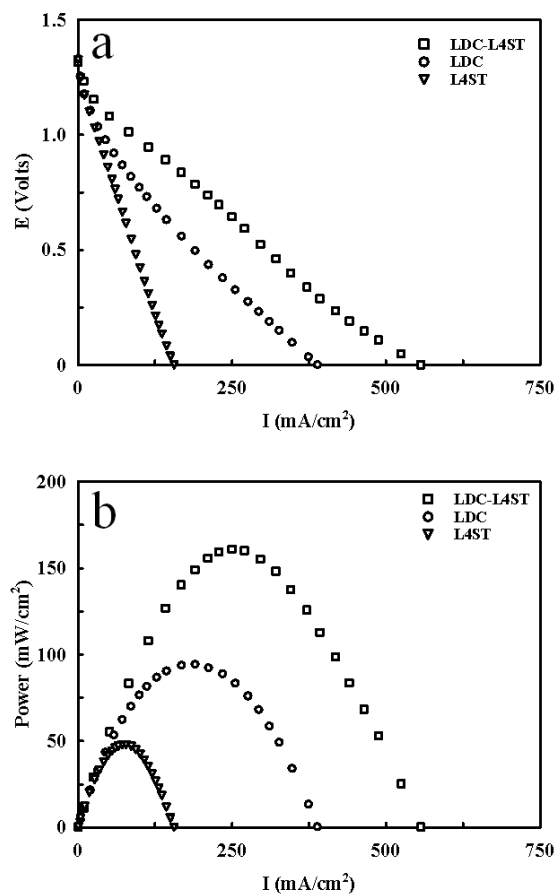 a
1.5
1.0
0.5
0
E (Volts)
LDC-L4ST
LDC
L4ST
0
250
500
750
I (mA/cm²)
b
200
150
100
50
0
Power (mW/cm²)
LDC-L4ST
LDC
L4ST
0
250
500
750
I (mA/cm²)